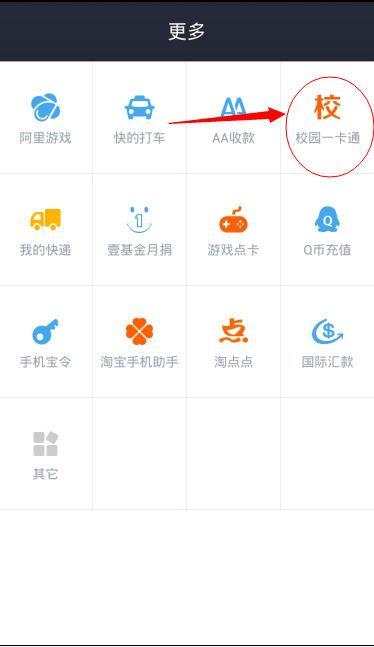 更多
校
阿里游戏 快的打车 AA收款 校园一卡通
1
我的快递 壹基金月捐 游戏点卡 Q币充值
Q
点
$
手机宝令 淘宝手机助手 淘点点 国际汇款
其它